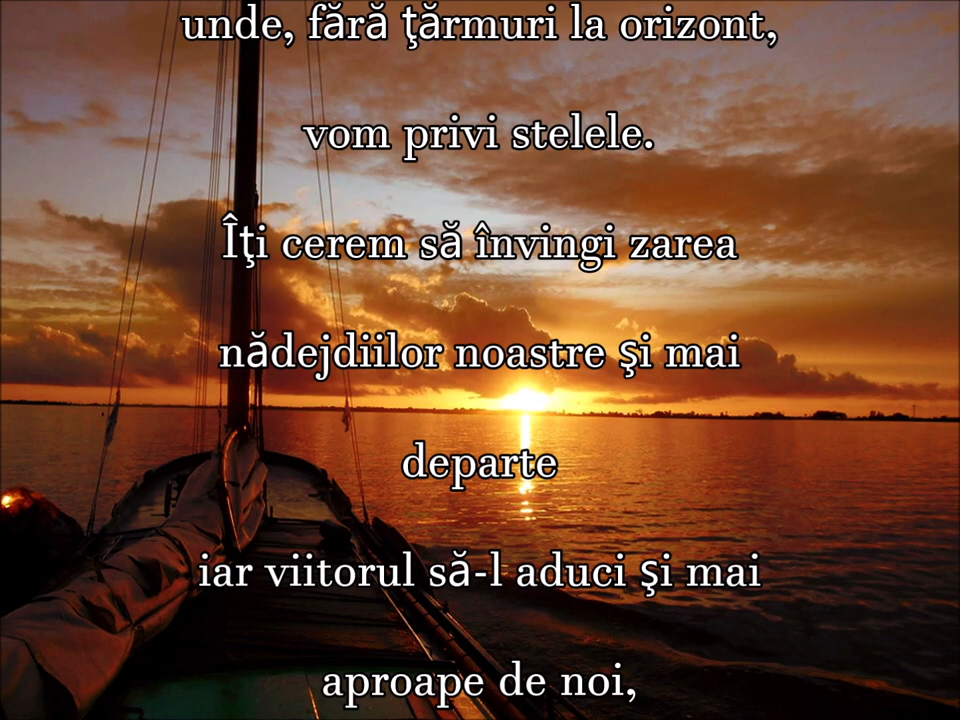 unde, fără ţărmuri la orizont,
vom privi stelele.
Îţi cerem să învingi zarea
nădejdiilor noastre şi mai
departe
iar viitorul să-l aduci şi mai
aproape de noi,